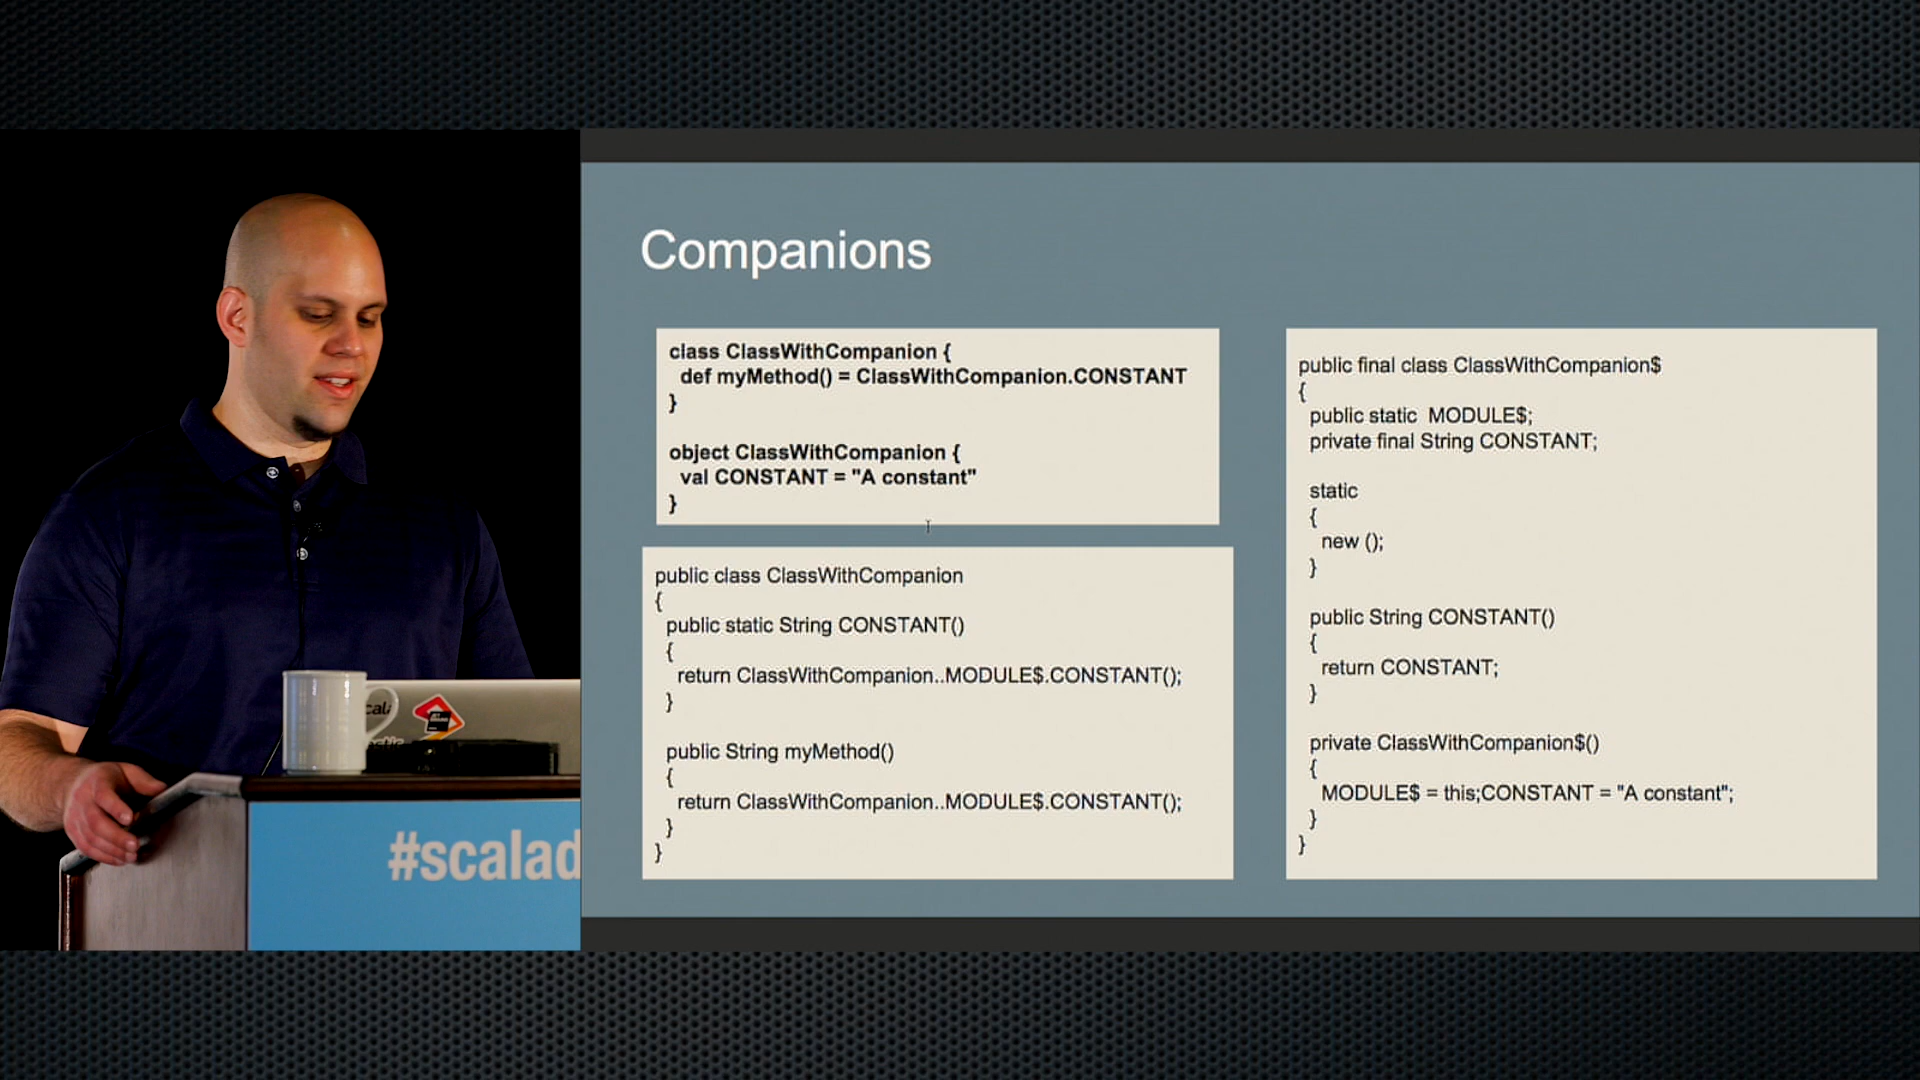 Companions
class ClassWithCompanion {
def myMethod() = ClassWithCompanion.CONSTANT
}
object ClassWithCompanion {
val CONSTANT = "A constant"
}
public class ClassWithCompanion
{
public static String CONSTANT()
{
return ClassWithCompanion..MODULE$.CONSTANT();
}
public String myMethod()
{
return ClassWithCompanion..MODULE$.CONSTANT();
}
}
public final class ClassWithCompanion$
{
public static  MODULE$;
private final String CONSTANT;
static
{
new ();
}
public String CONSTANT()
{
return CONSTANT;
}
private ClassWithCompanion$()
{
MODULE$ = this;CONSTANT = "A constant";
}
}
scala
#scalad